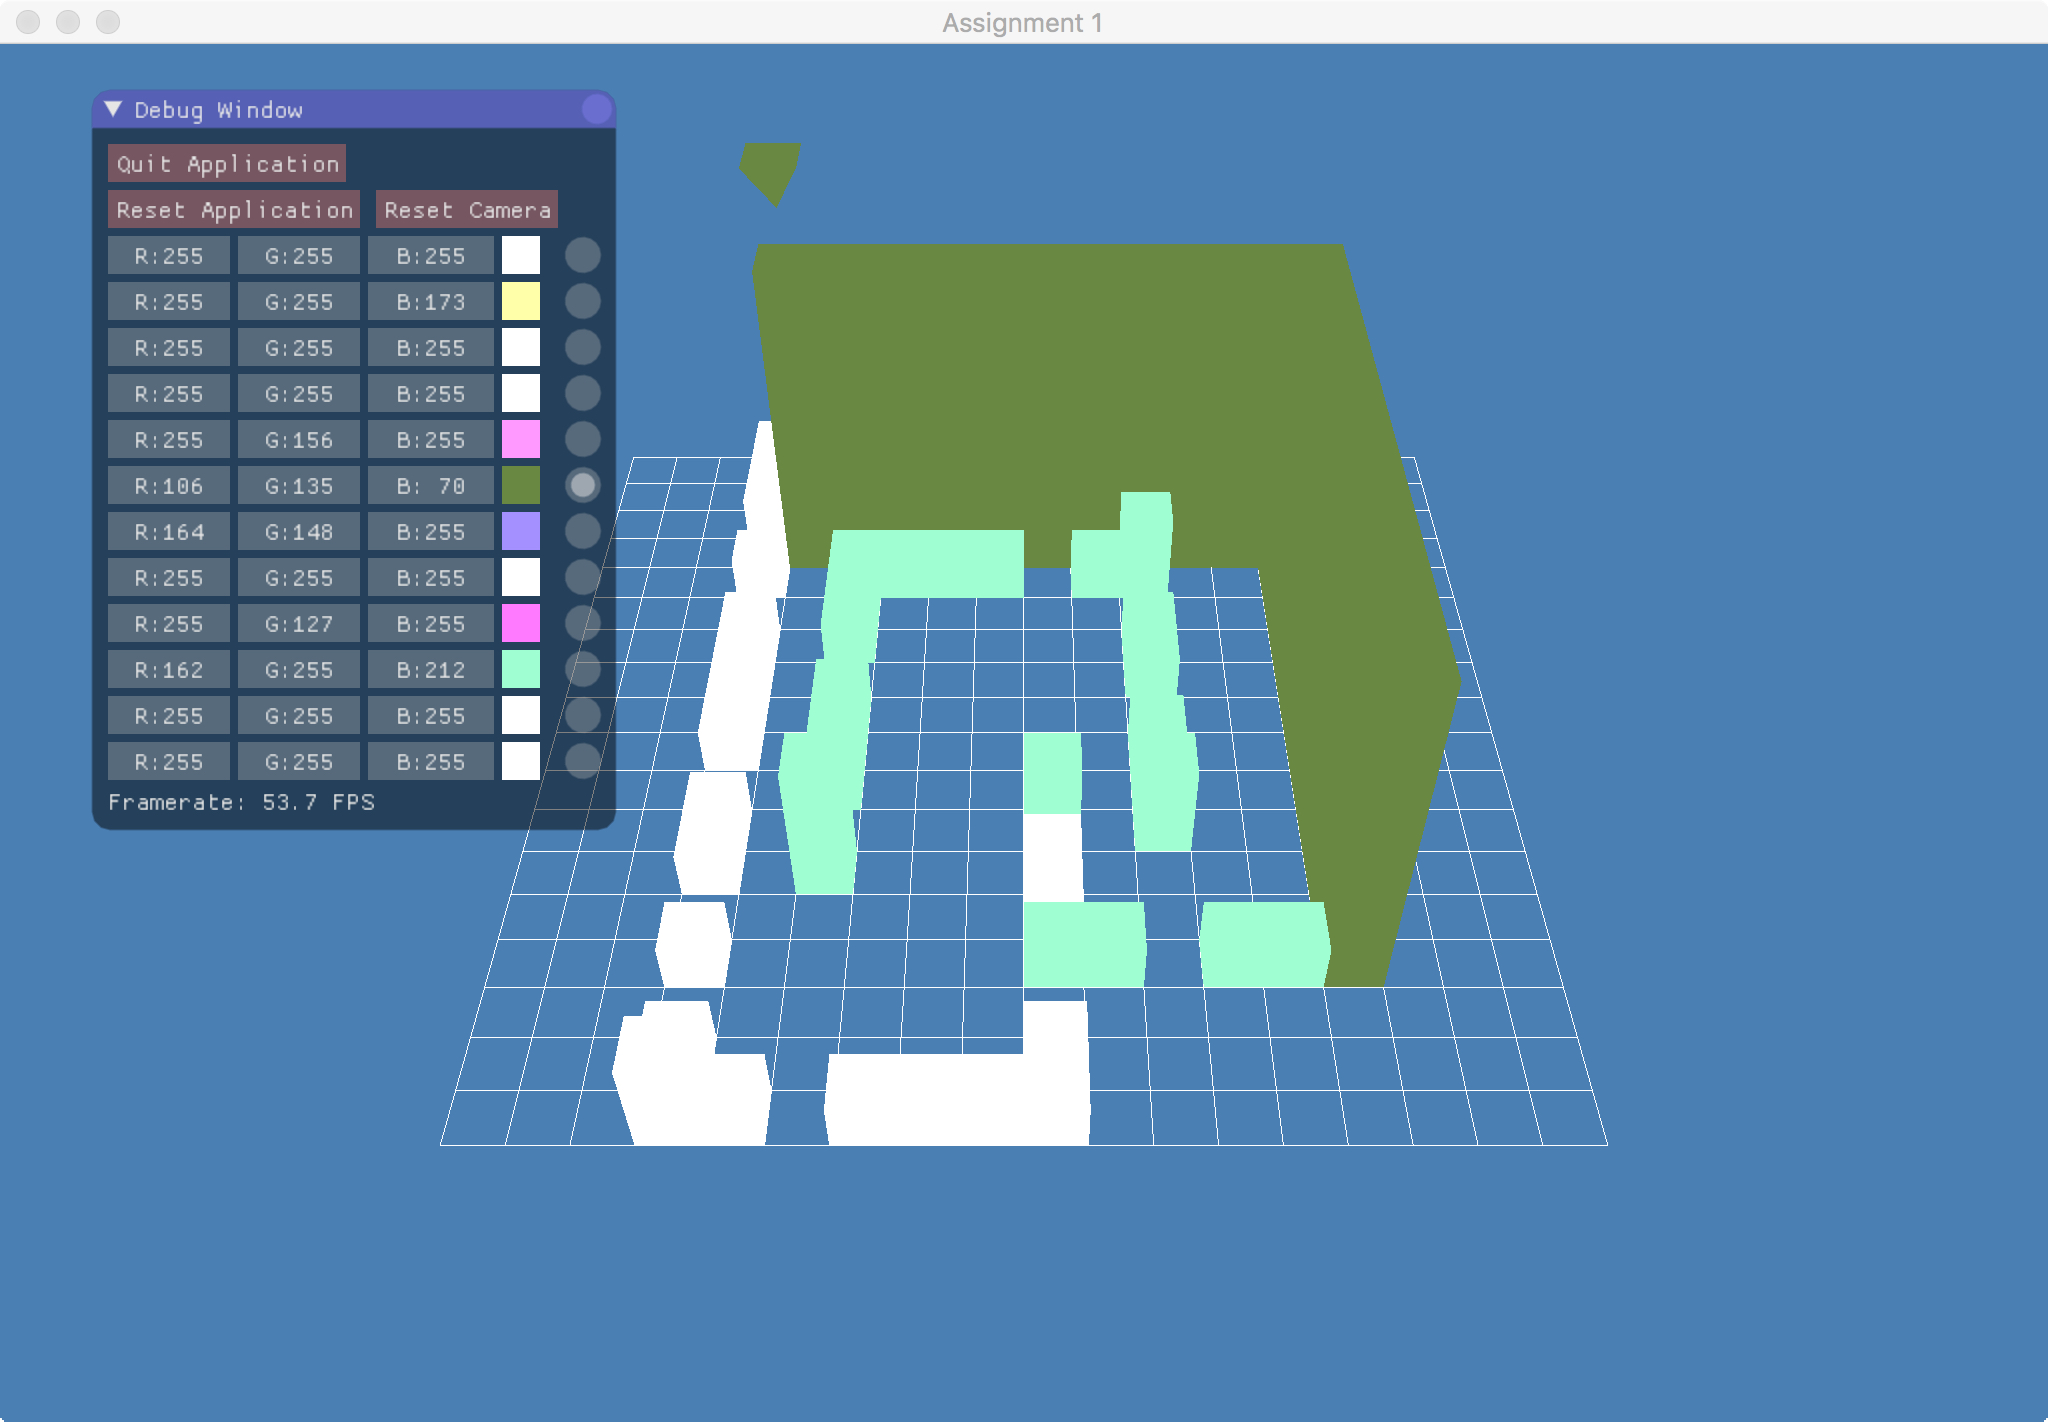 Assignment 1
Debug Window
Quit Application
Reset Application Reset Camera
R:255 G:255 B:255
R:255 G:255 B:173
R:255 G:255 B:255
R:255 G:255 B:255
R:255 G:156 B:255
R:106 G:135 B: 70
R:164 G:148 B:255
R:255 G:255 B:255
R:255 G:127 B:255
R:162 G:255 B:212
R:255 G:255 B:255
R:255 G:255 B:255
Framerate: 53.7 FPS